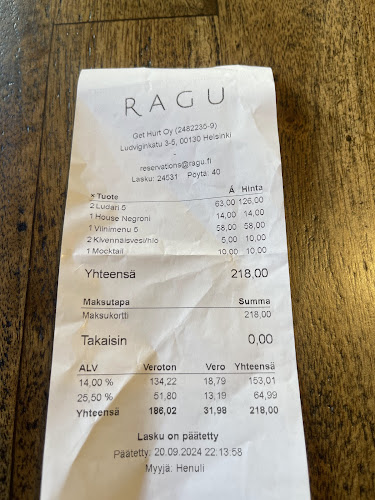 RAGU
Get Hurt Oy (2482235-9)
Ludviginkatu 3-5, 00130 Helsinki
-
reservations@ragu.fi
Lasku: 24531 Pöytä: 40
× Tuote Á Hinta
2 Ludari 5 63,00 126,00
1 House Negroni 14,00 14,00
1 Viinimenu 5 58,00 58,00
2 Kivennäisvesi/hlö 5,00 10,00
1 Mocktail 10,00 10,00
Yhteensä 218,00
Maksutapa Summa
Maksukortti 218,00
Takaisin 0,00
ALV Veroton Vero Yhteensä
14,00 % 134,22 18,79 153,01
25,50 % 51,80 13,19 64,99
Yhteensä 186,02 31,98 218,00
Lasku on päätetty
Päätetty: 20.09.2024 22:13:58
Myyjä: Henuli